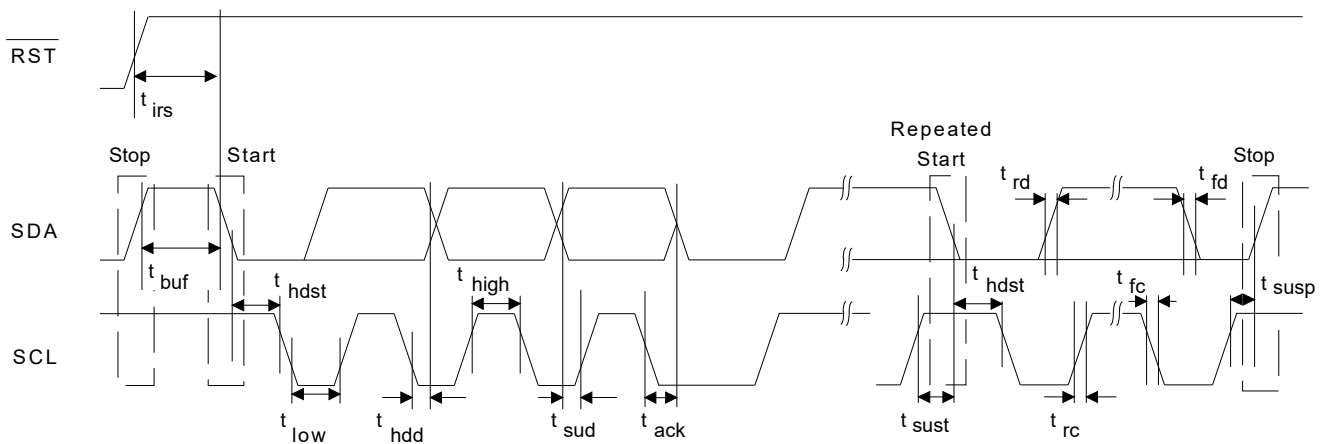 RST
t irs
Repeated
Stop
Start
Start
Stop
t rd
t fd
SDA
t buf
t hdst
t high
t hdst
t fc
t susp
SCL
t low
t hdd
t sud
t ack
t sust
t rc